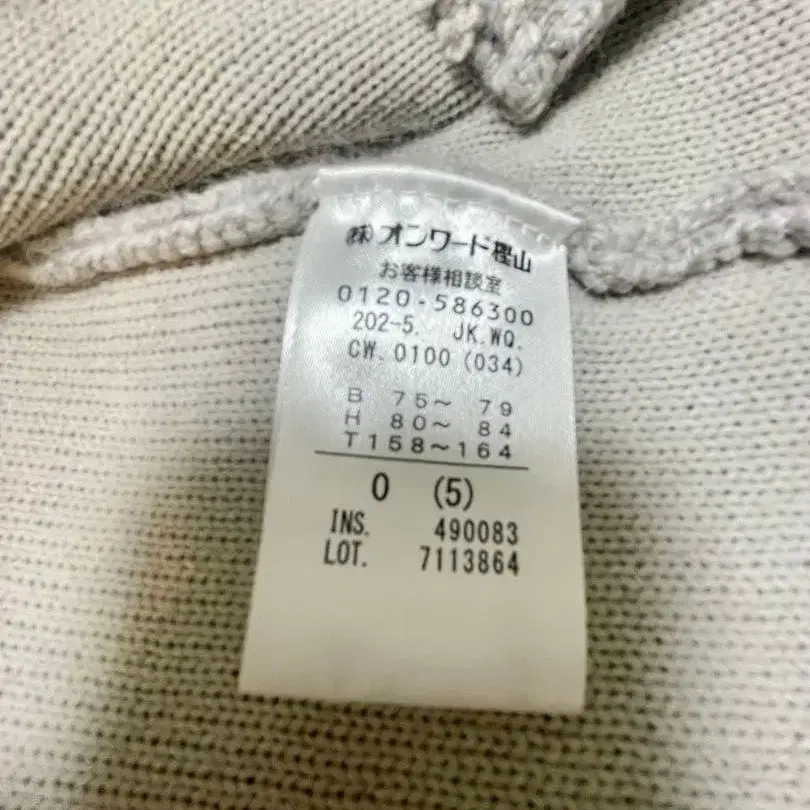 ㈱オンワード樫山
お客様相談室
0120-586300
202-5. JK.WQ.
CW. 0100 (034)
B 75～ 79
H 80～ 84
T158～164
0 (5)
INS. 490083
LOT. 7113864